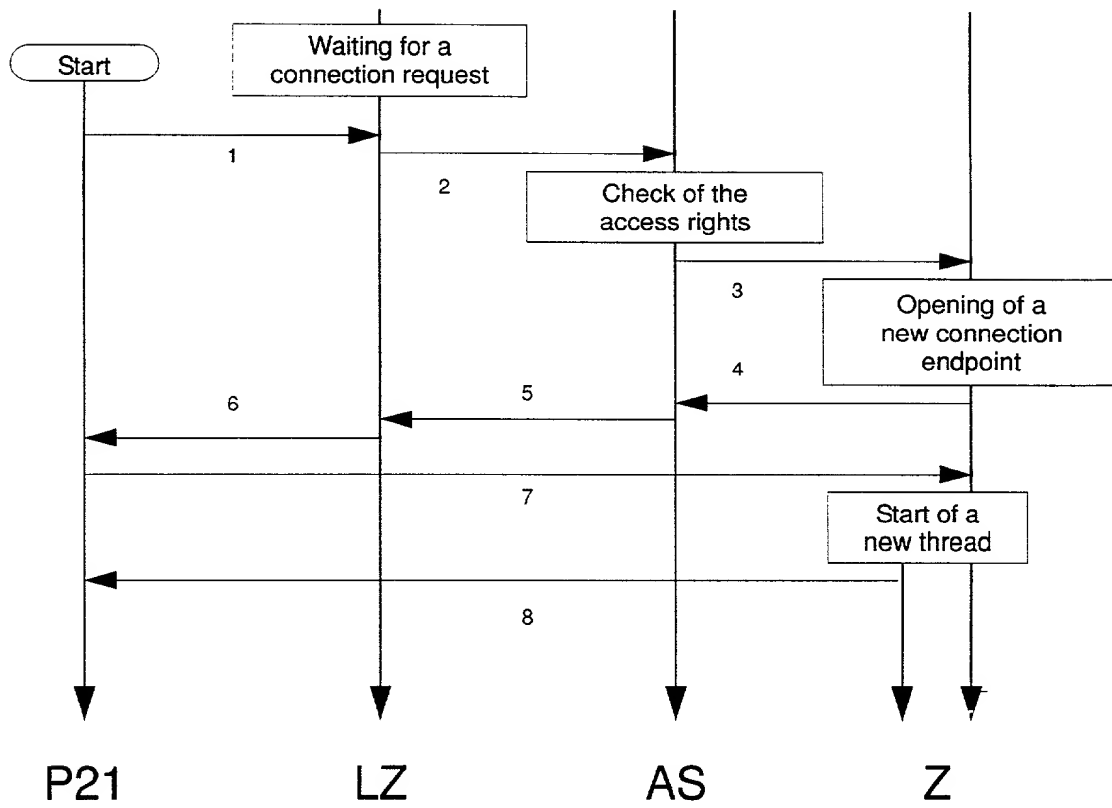 Waiting for a
connection request
Start
1
2
Check of the
access rights
3
Opening of a
new connection
endpoint
4
5
6
7
Start of a
new thread
8
P21
LZ
AS
Z